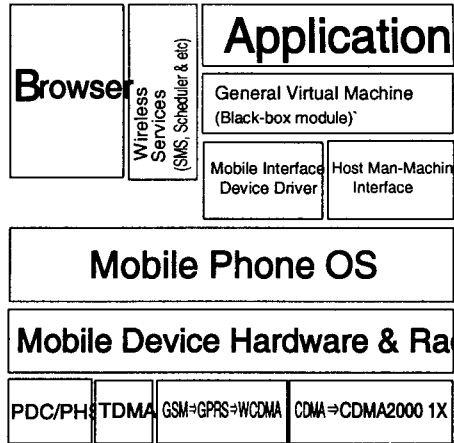 Browser
Wireless
Services
(SMS, Scheduler & etc)
Application
General Virtual Machine
(Black-box module)`
Mobile Interface
Device Driver
Host Man-Machin
Interface
Mobile Phone OS
Mobile Device Hardware & Ra
PDC/PHS
TDMA
GSM⇒GPRS⇒WCDMA
CDMA⇒CDMA2000 1X